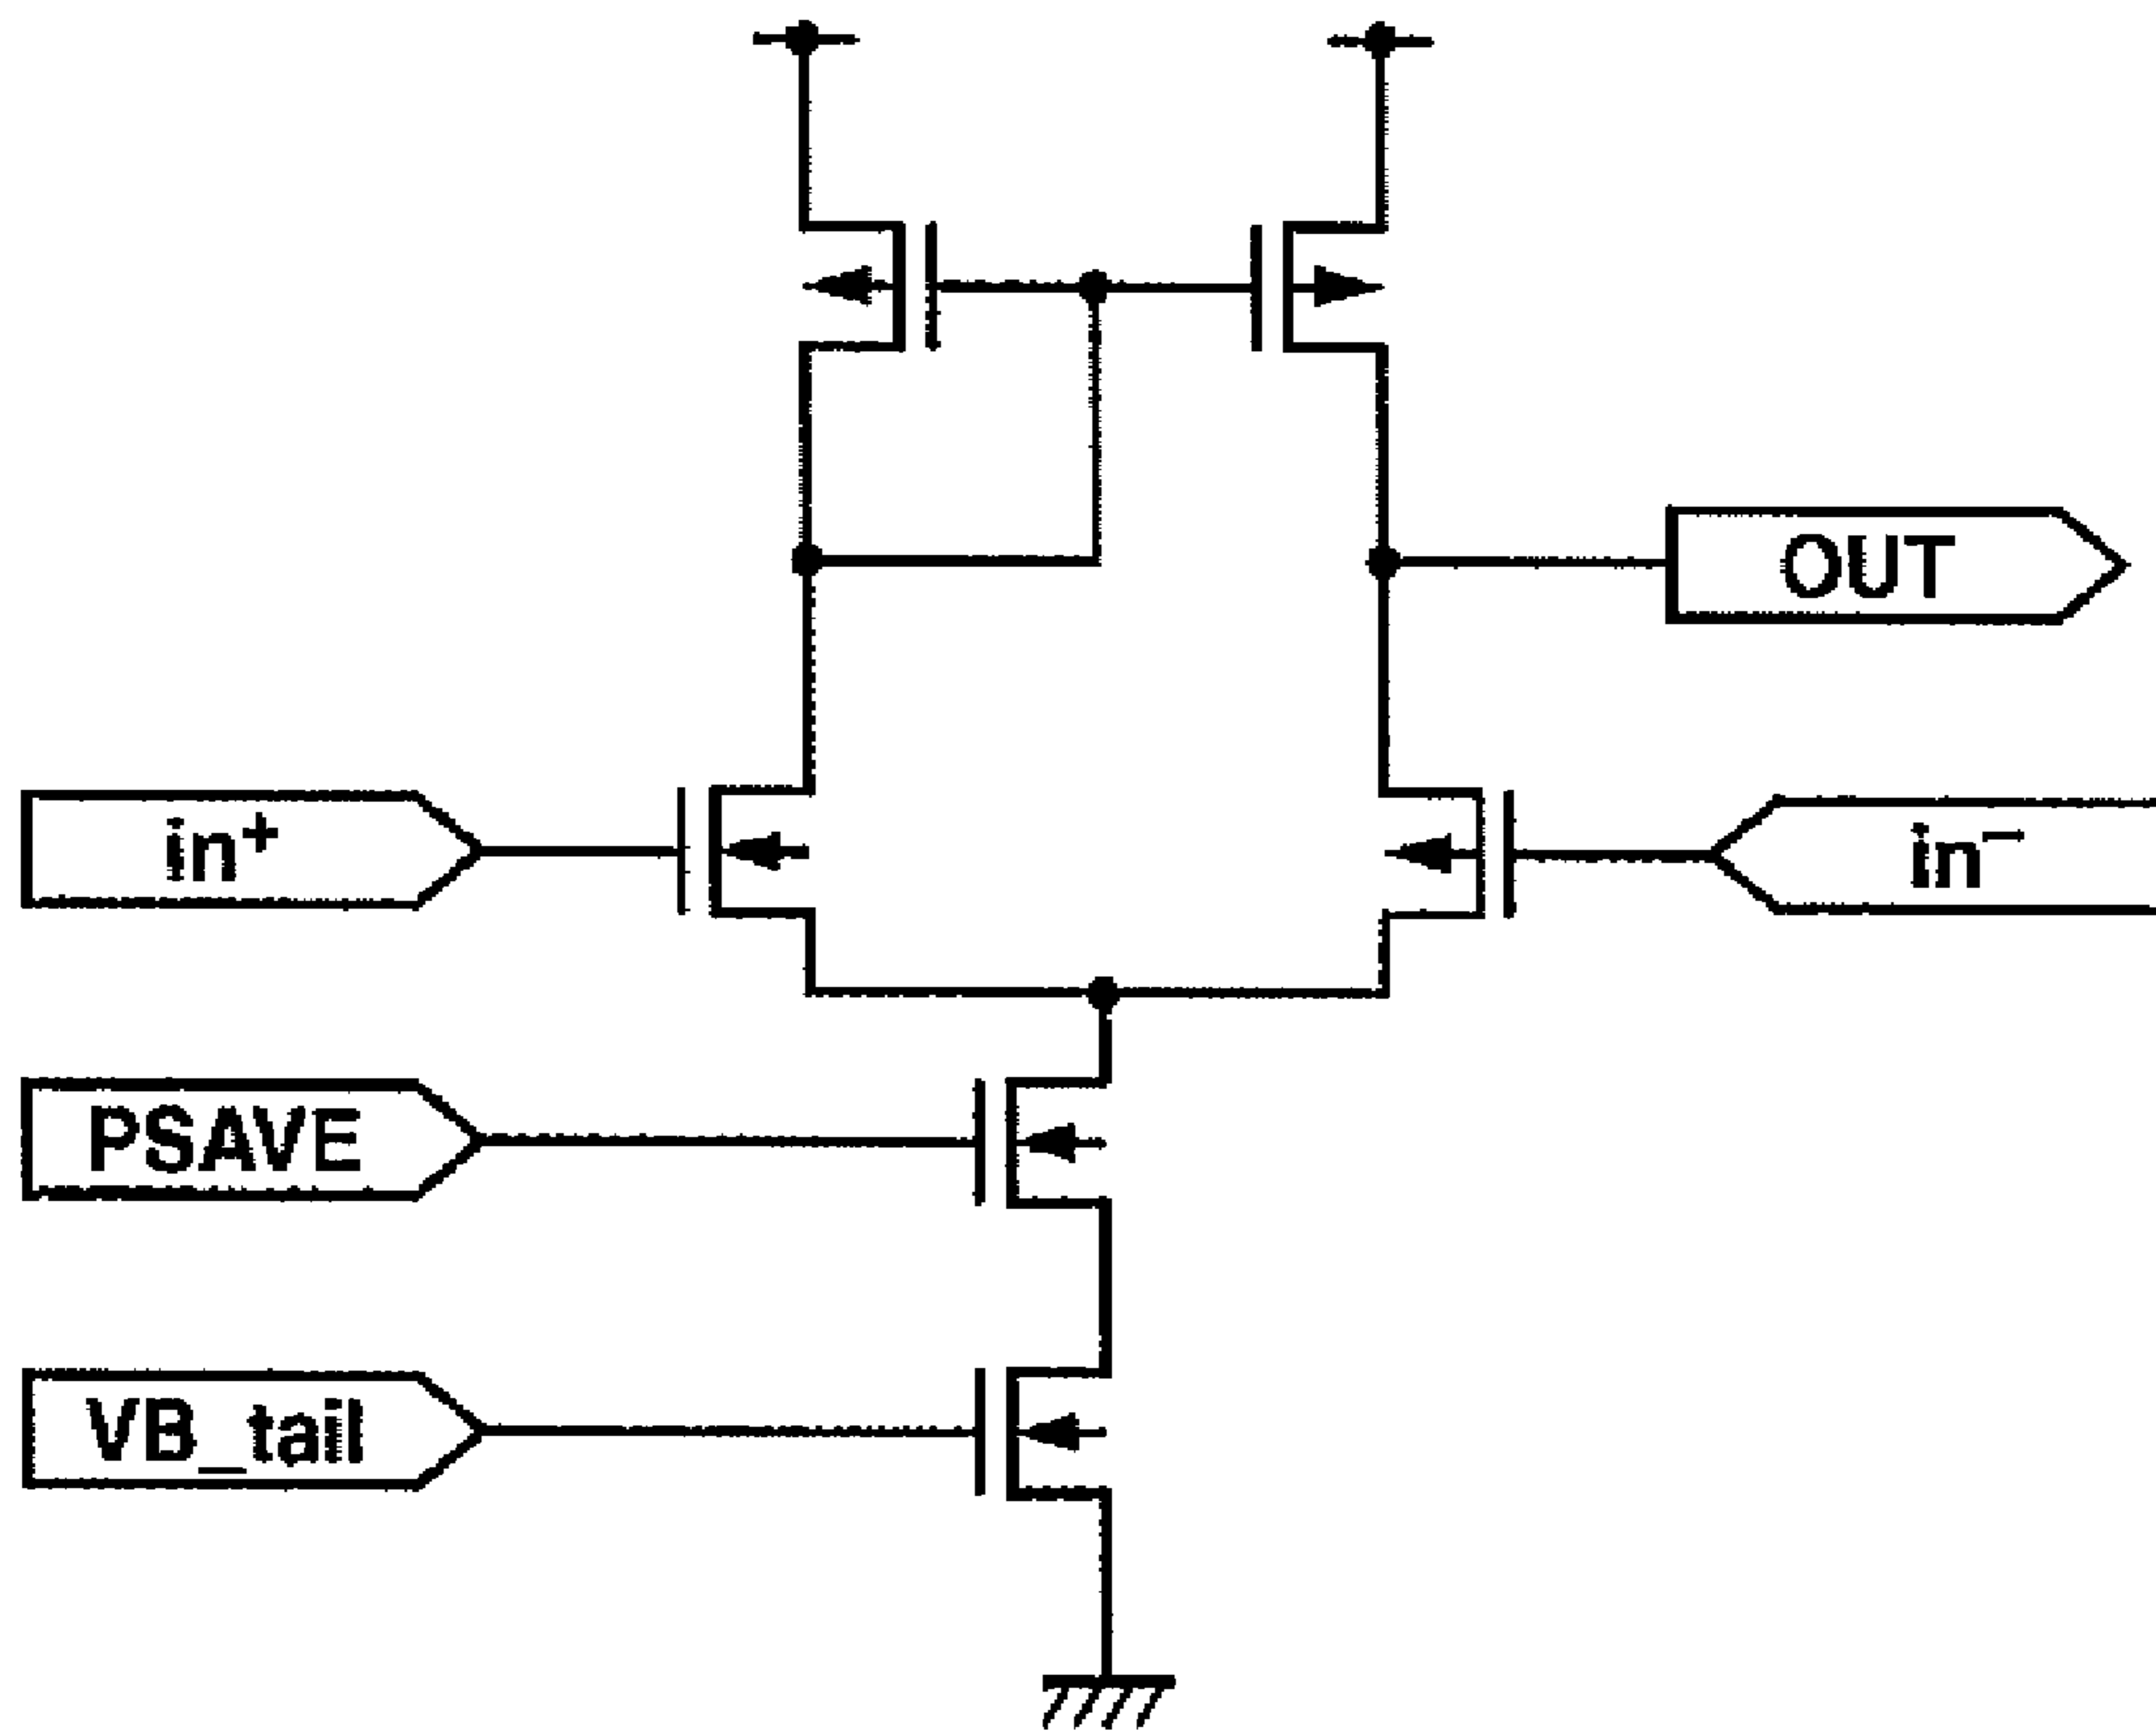 OUT
in⁺
in⁻
PSAVE
VB_tail